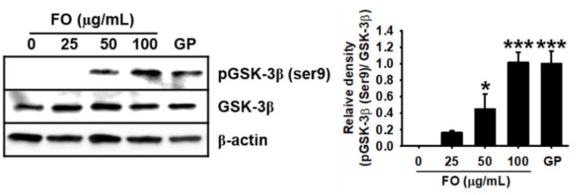 FO (μg/mL)
0 25 50 100 GP
pGSK-3β (ser9)
GSK-3β
β-actin
Relaive density
(pGSK-3β (Ser9)/ GSK-3β)
1.4
1.2
1.0
0.8
0.6
0.4
0.2
0.0
* *** ***
0 25 50 100 GP
FO (μg/mL)